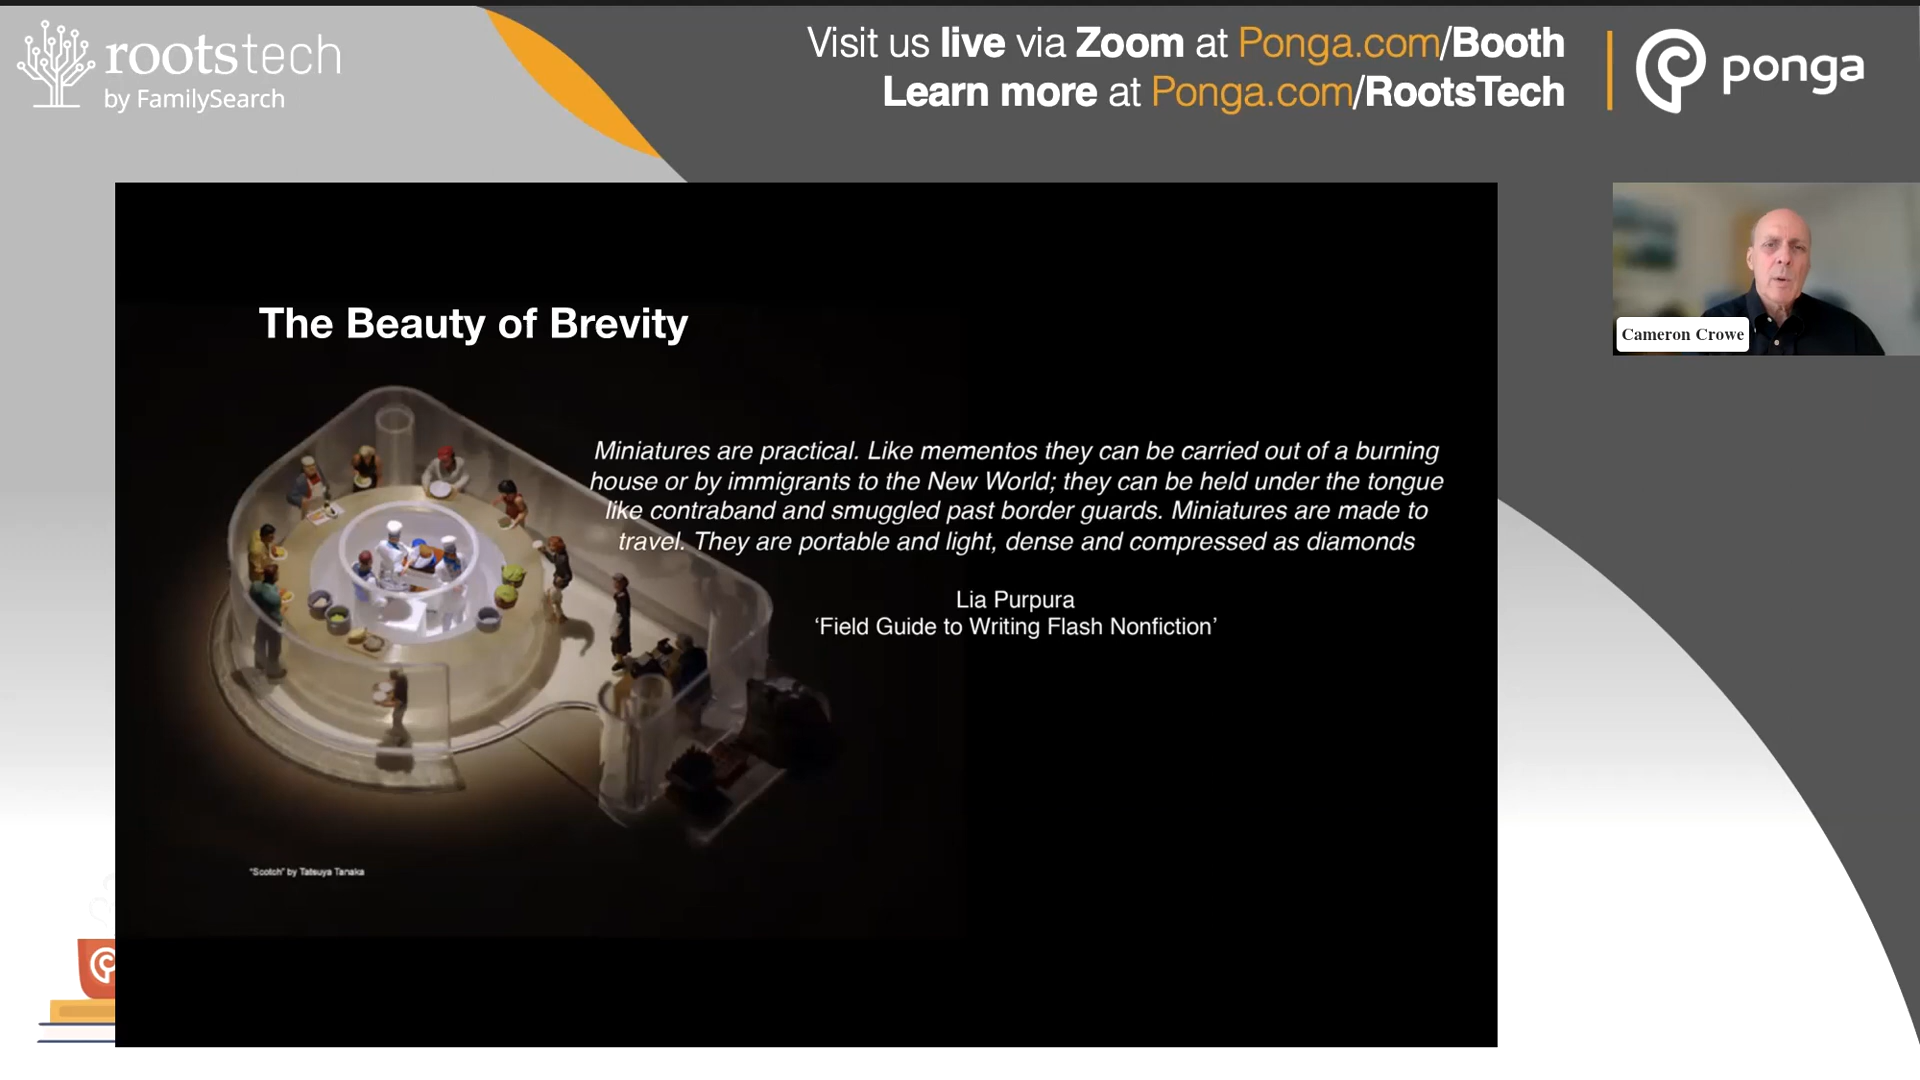 rootstech
by FamilySearch
Visit us live via Zoom at Ponga.com/Booth
Learn more at Ponga.com/RootsTech
ponga
Cameron Crowe
The Beauty of Brevity
Miniatures are practical. Like mementos they can be carried out of a burning
house or by immigrants to the New World; they can be held under the tongue
like contraband and smuggled past border guards. Miniatures are made to
travel. They are portable and light, dense and compressed as diamonds
Lia Purpura
‘Field Guide to Writing Flash Nonfiction’
"Scotch" by Tatsuya Tanaka